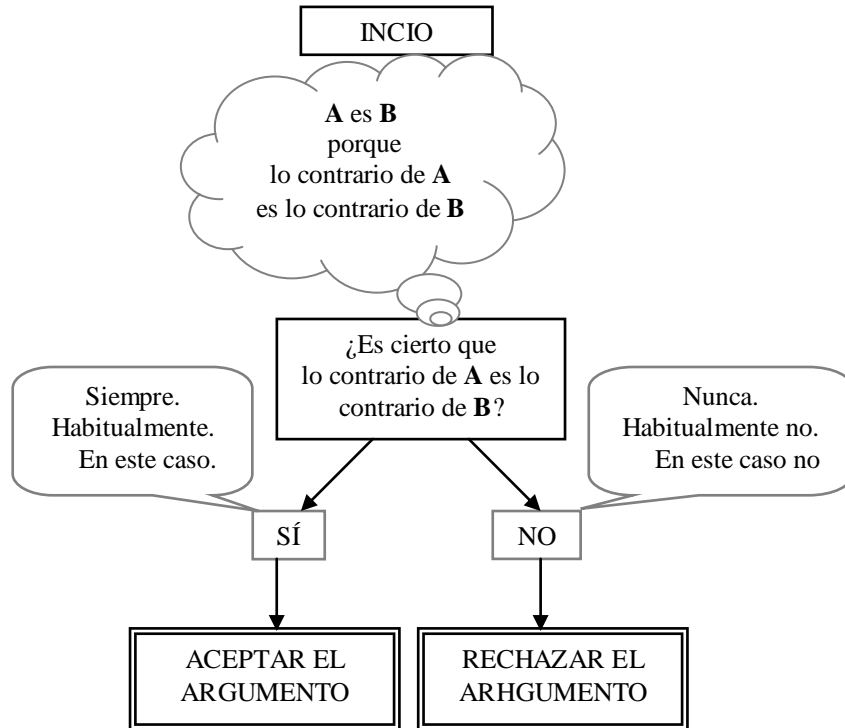 INCIO
A es B
porque
lo contrario de A
es lo contrario de B
¿Es cierto que
lo contrario de A es lo
contrario de B?
Siempre.
Habitualmente.
En este caso.
Nunca.
Habitualmente no.
En este caso no
SÍ
NO
ACEPTAR EL
ARGUMENTO
RECHAZAR EL
ARHGUMENTO